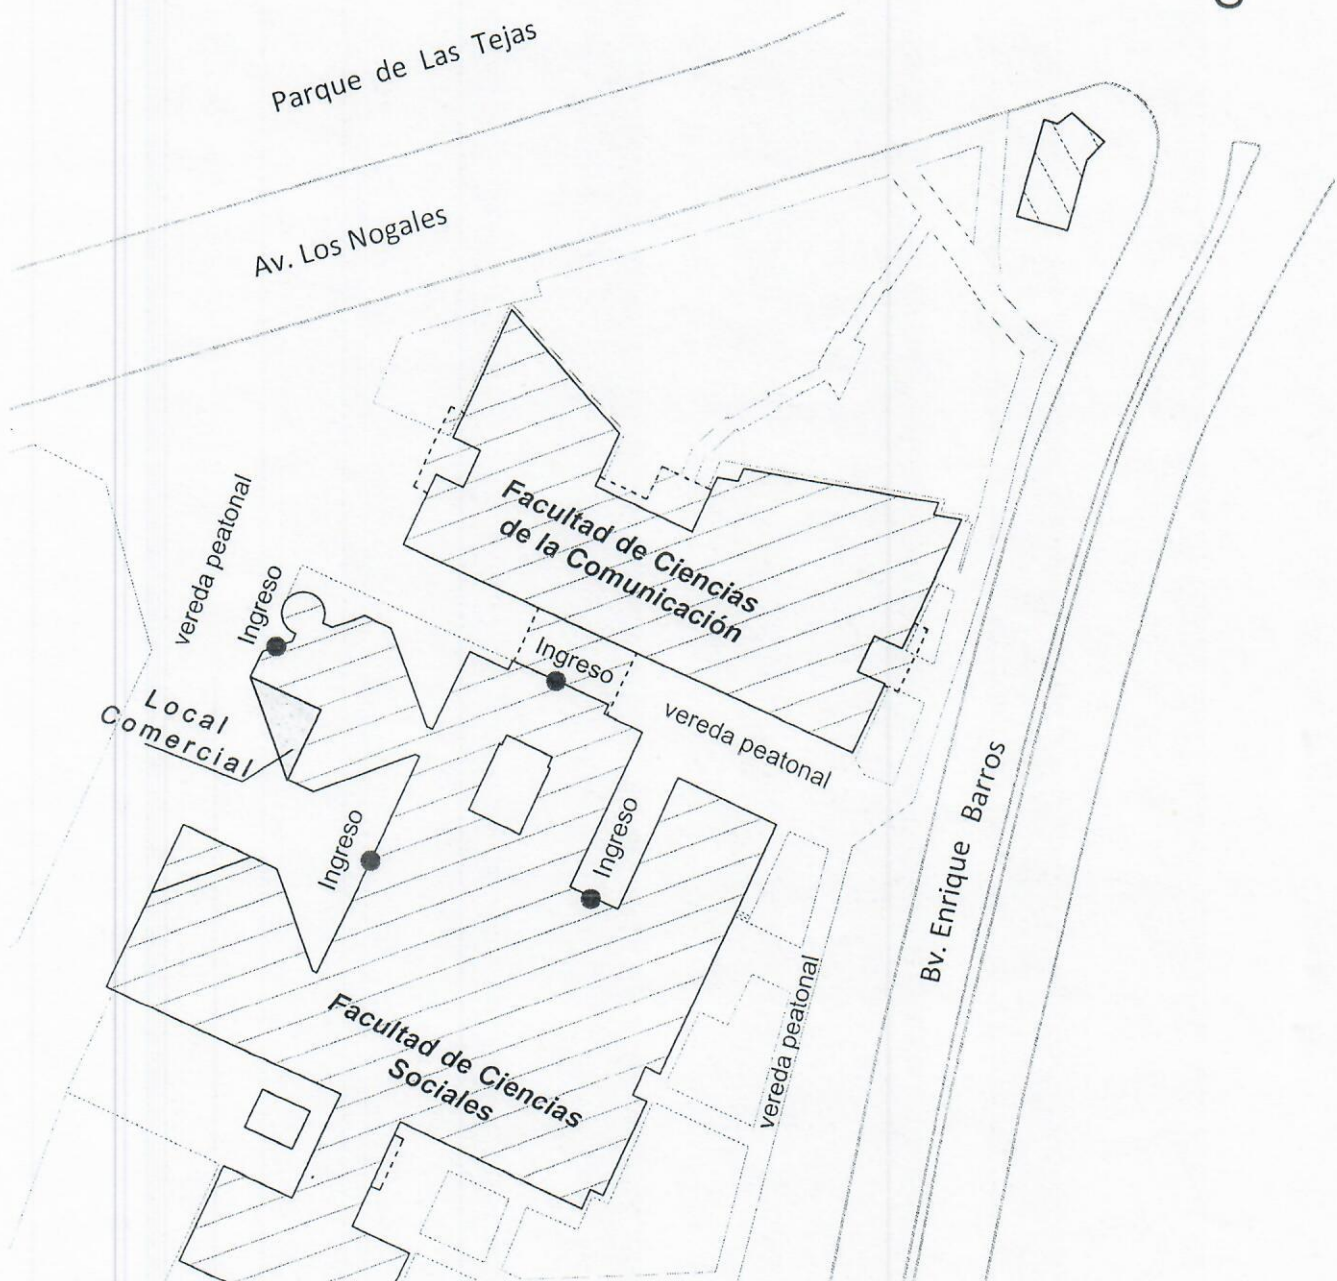 Parque de Las Tejas
Av. Los Nogales
Facultad de Ciencias
de la Comunicación
vereda peatonal
Ingreso
Ingreso
Local
Comercial
vereda peatonal
Ingreso
Ingreso
Bv. Enrique Barros
vereda peatonal
Facultad de Ciencias
Sociales